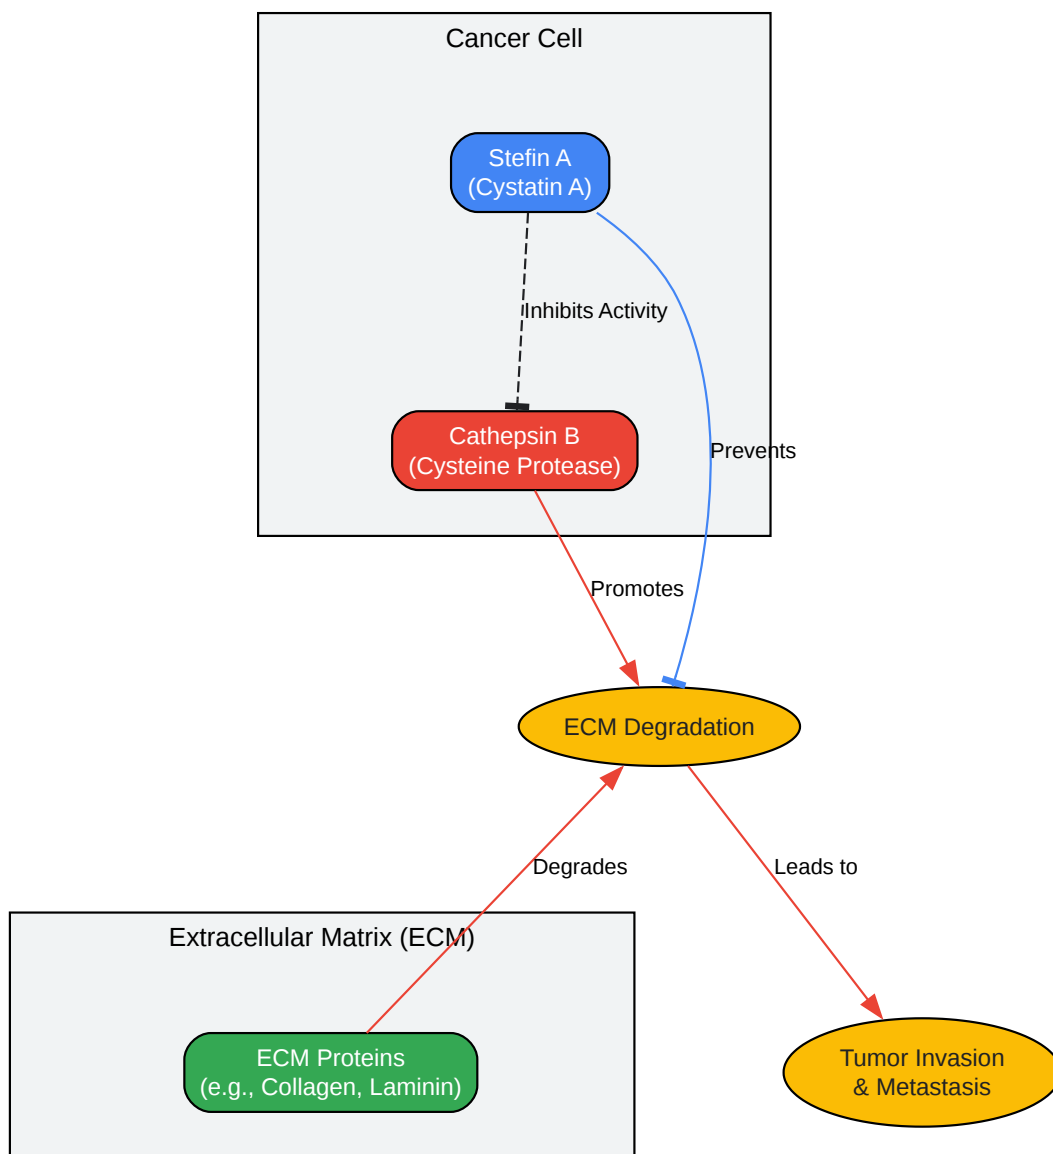 Cancer Cell
Stefin A
(Cystatin A)
Inhibits Activity
Cathepsin B
(Cysteine Protease)
Prevents
Promotes
ECM Degradation
Degrades
Leads to
Extracellular Matrix (ECM)
ECM Proteins
(e.g., Collagen, Laminin)
Tumor Invasion
& Metastasis